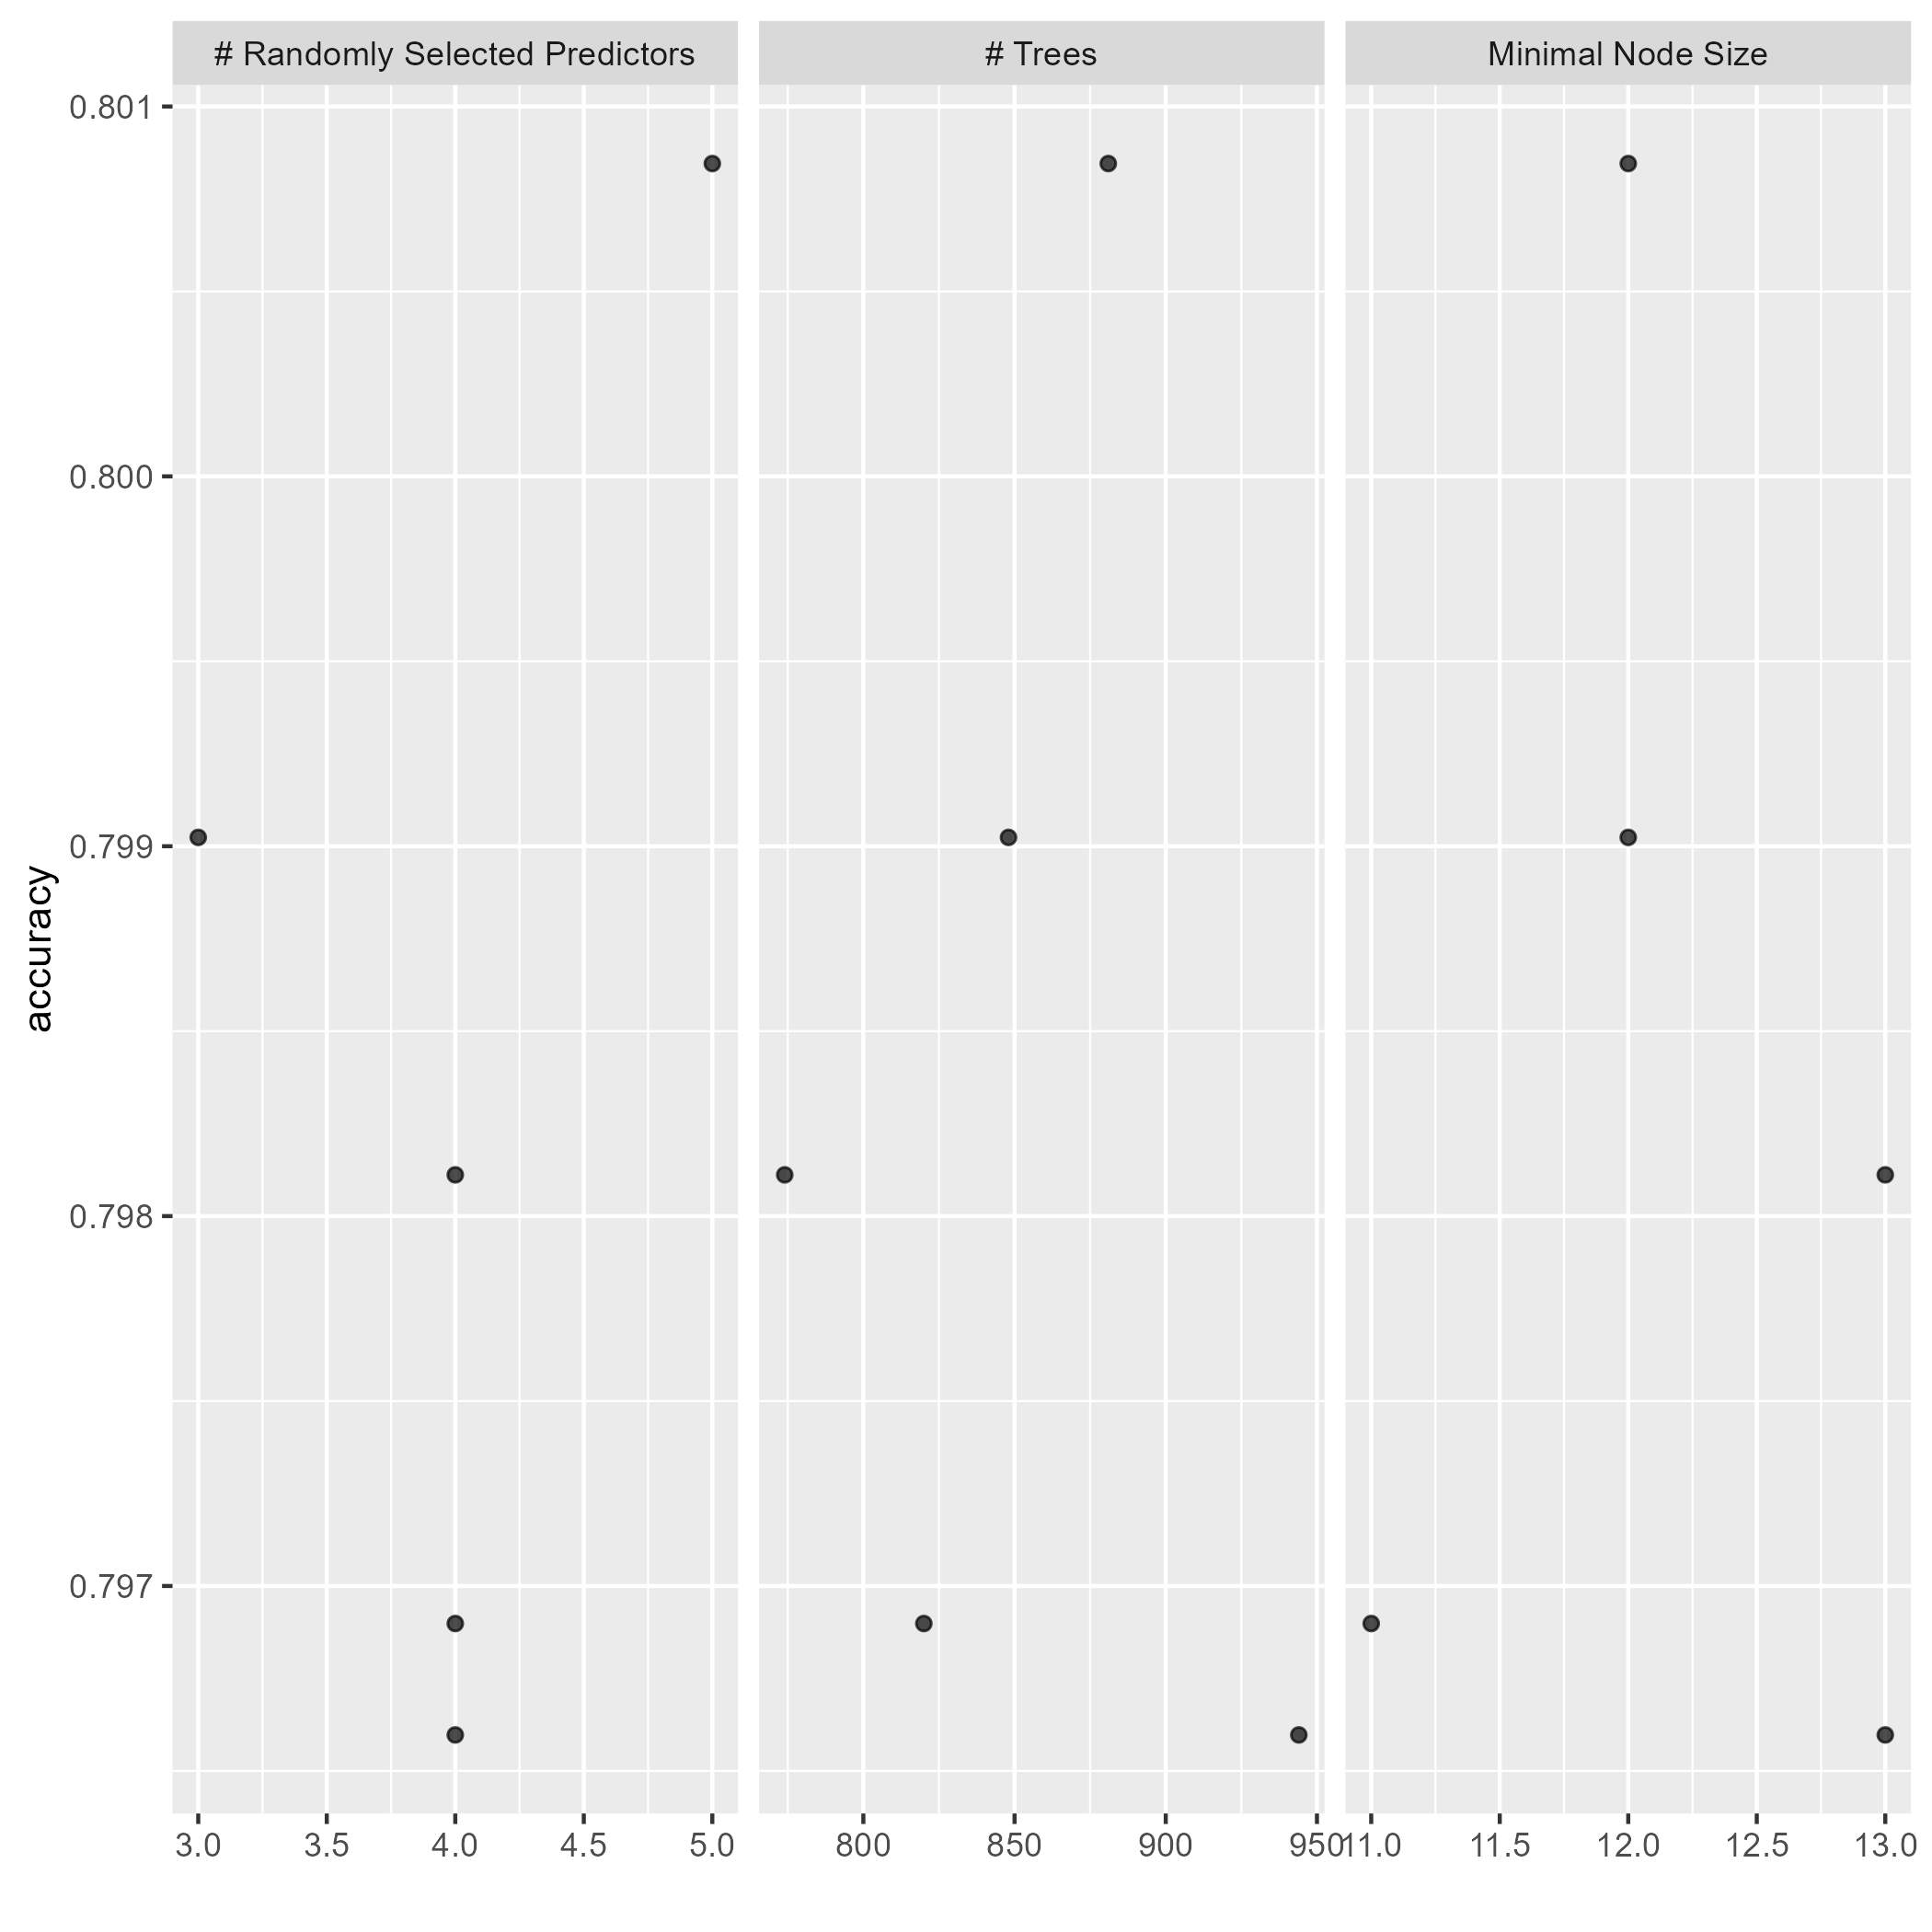 # Randomly Selected Predictors
# Trees
Minimal Node Size
0.801
0.800
0.799
0.798
0.797
accuracy
3.0 3.5 4.0 4.5 5.0
800 850 900 950
11.0 11.5 12.0 12.5 13.0